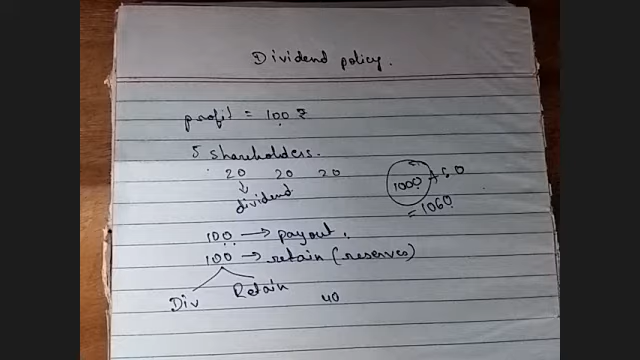 Dividend policy.
profit = 100 ₹
5 shareholders.
20 20 20
dividend
1000 + 60
= 1060
100 → payout.
100 → retain (reserves)
Div Retain 40